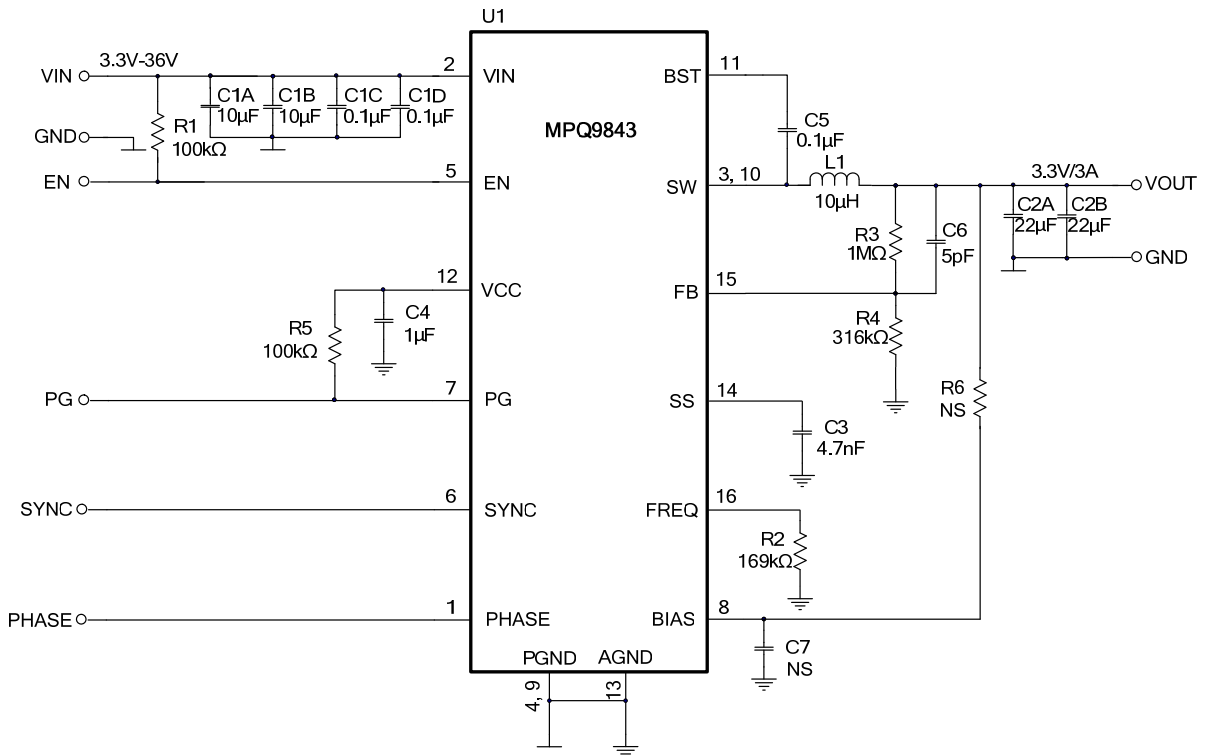 U1
VIN
3.3V-36V
2
VIN
BST
11
C1A
10µF
C1B
10µF
C1C
0.1µF
C1D
0.1µF
MPQ9843
C5
0.1µF
GND
R1
100kΩ
EN
5
EN
SW
3, 10
L1
10µH
3.3V/3A
VOUT
C2A
22µF
C2B
22µF
R3
1MΩ
C6
5pF
GND
12
VCC
FB
15
C4
1µF
R5
100kΩ
R4
316kΩ
PG
7
PG
SS
14
R6
NS
C3
4.7nF
SYNC
6
SYNC
FREQ
16
R2
169kΩ
PHASE
1
PHASE
BIAS
8
C7
NS
PGND
AGND
4, 9
13